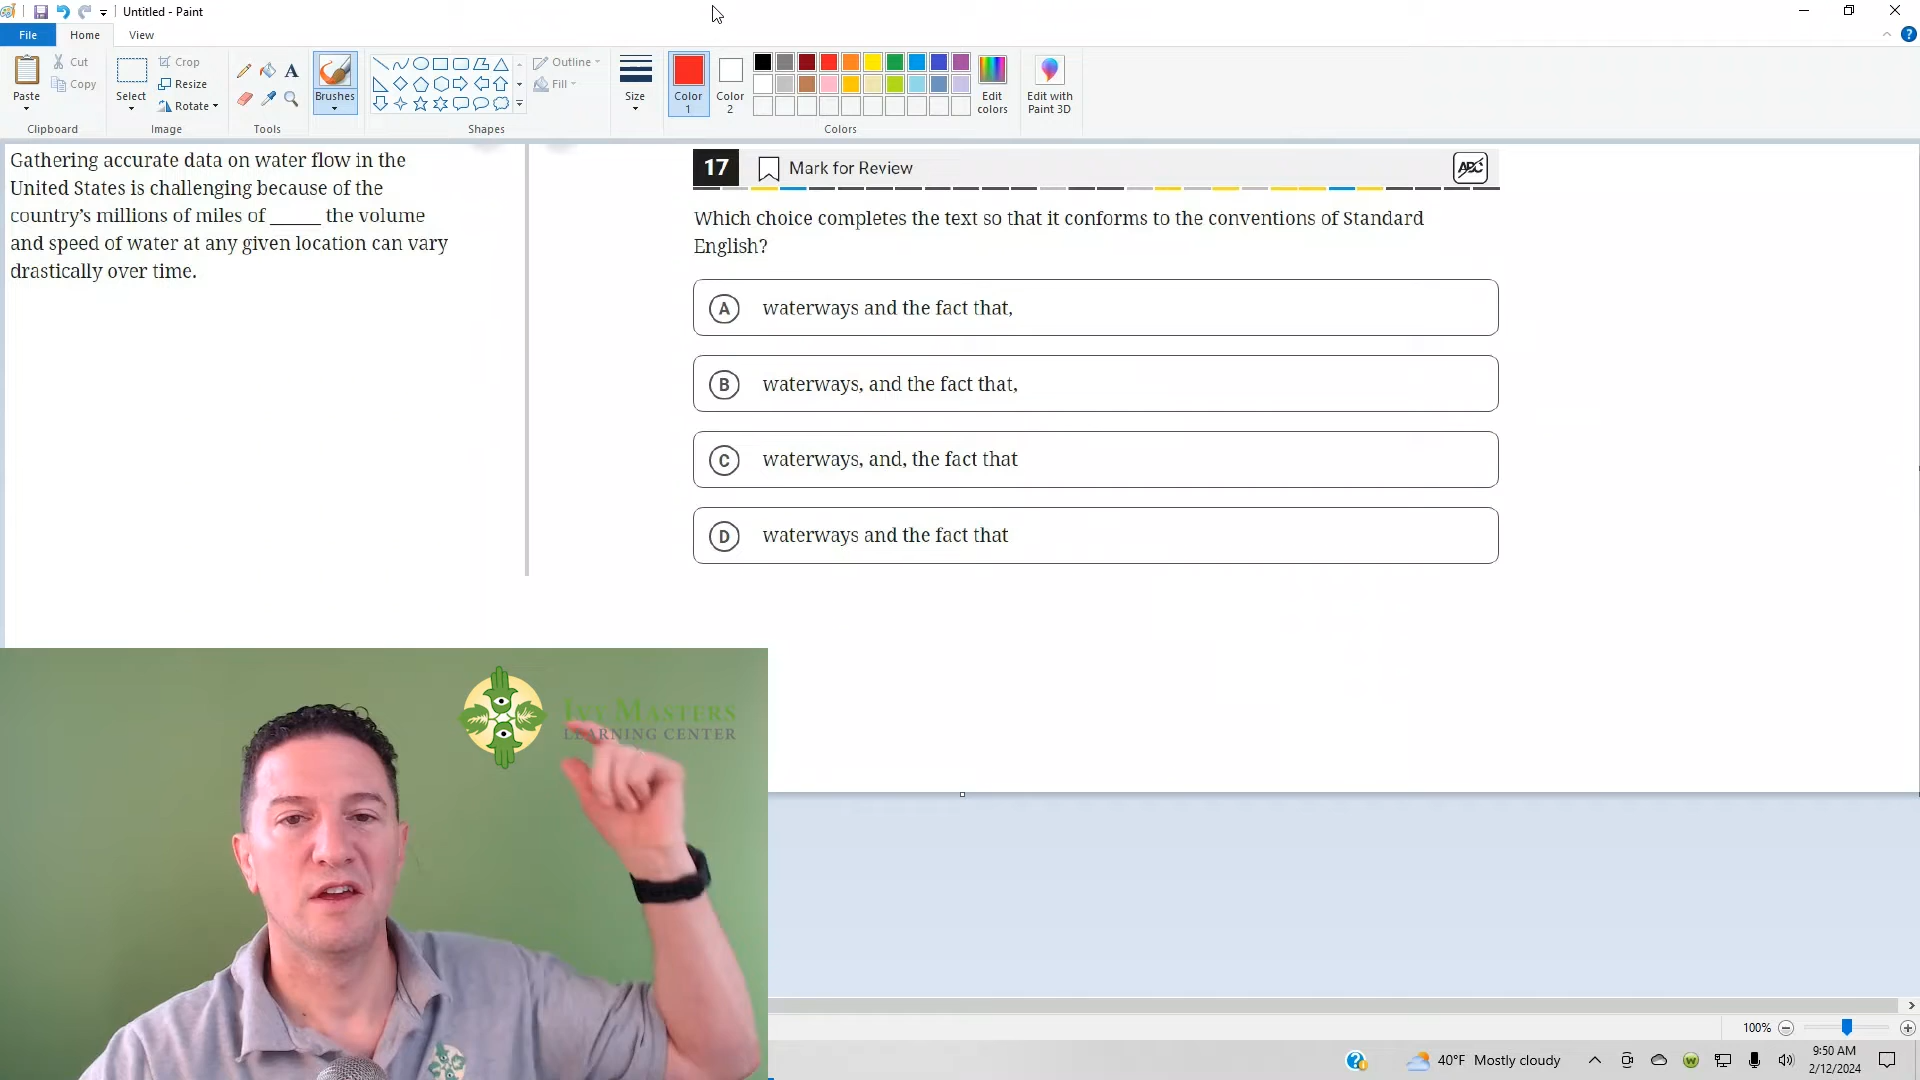 Untitled - Paint
File Home View
Paste
Cut
Copy
Clipboard
Select
Crop
Resize
Rotate
Image
A
Tools
Brushes
Shapes
Outline
Fill
Size
Color 1
Color 2
Colors
Edit colors
Edit with Paint 3D
Gathering accurate data on water flow in the
United States is challenging because of the
country's millions of miles of _____ the volume
and speed of water at any given location can vary
drastically over time.
17 Mark for Review ABC
Which choice completes the text so that it conforms to the conventions of Standard
English?
A waterways and the fact that,
B waterways, and the fact that,
C waterways, and, the fact that
D waterways and the fact that
IVY MASTERS
LEARNING CENTER
100%
40°F Mostly cloudy
9:50 AM
2/12/2024